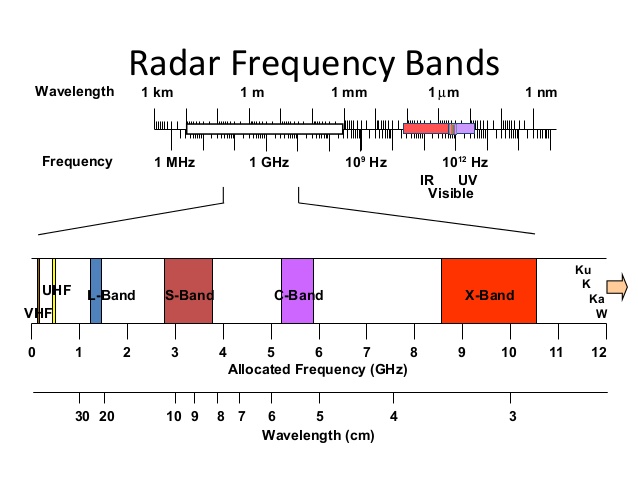 Radar Frequency Bands
Wavelength 1 km 1 m 1 mm 1 μm 1 nm
Frequency 1 MHz 1 GHz 10⁹ Hz 10¹² Hz
IR UV
Visible
Ku
K
UHF L-Band S-Band C-Band X-Band
Ka
VHF W
0 1 2 3 4 5 6 7 8 9 10 11 12
Allocated Frequency (GHz)
30 20 10 9 8 7 6 5 4 3
Wavelength (cm)